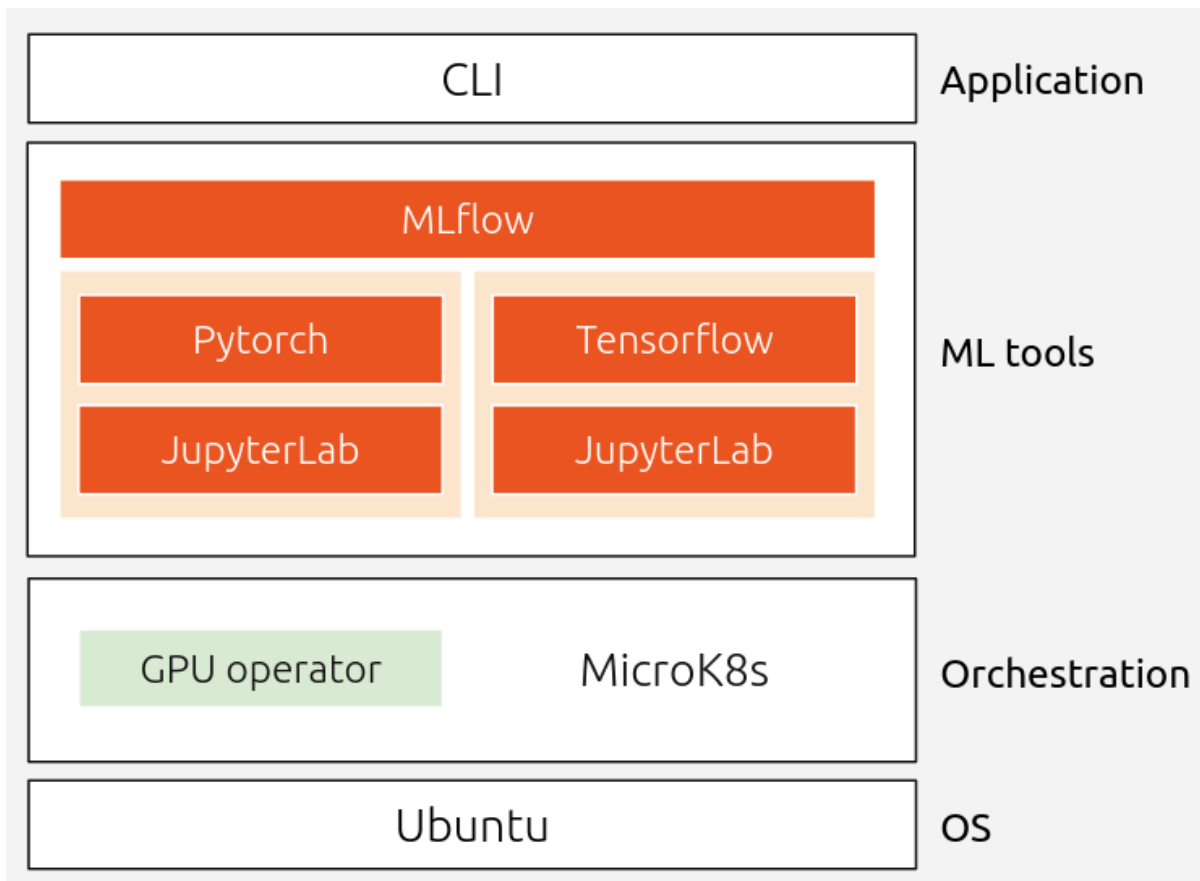 CLI
Application
MLflow
Pytorch
Tensorflow
ML tools
JupyterLab
JupyterLab
GPU operator
MicroK8s
Orchestration
Ubuntu
OS